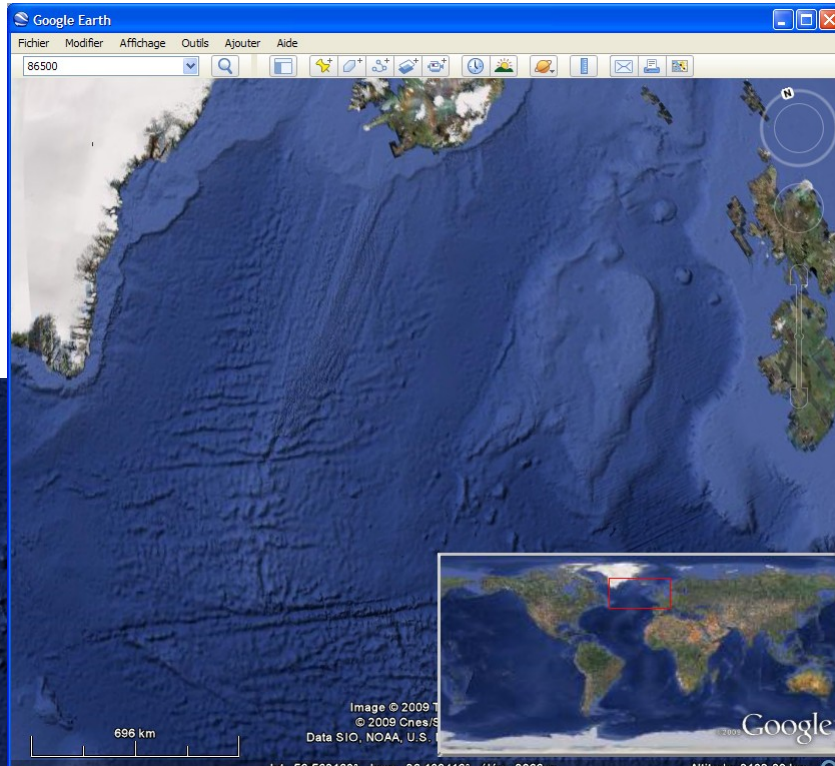 Google Earth
Fichier Modifier Affichage Outils Ajouter Aide
86500
N
Image © 2009
© 2009 Cnes/S
Data SIO, NOAA, U.S.
696 km
©2009 Google